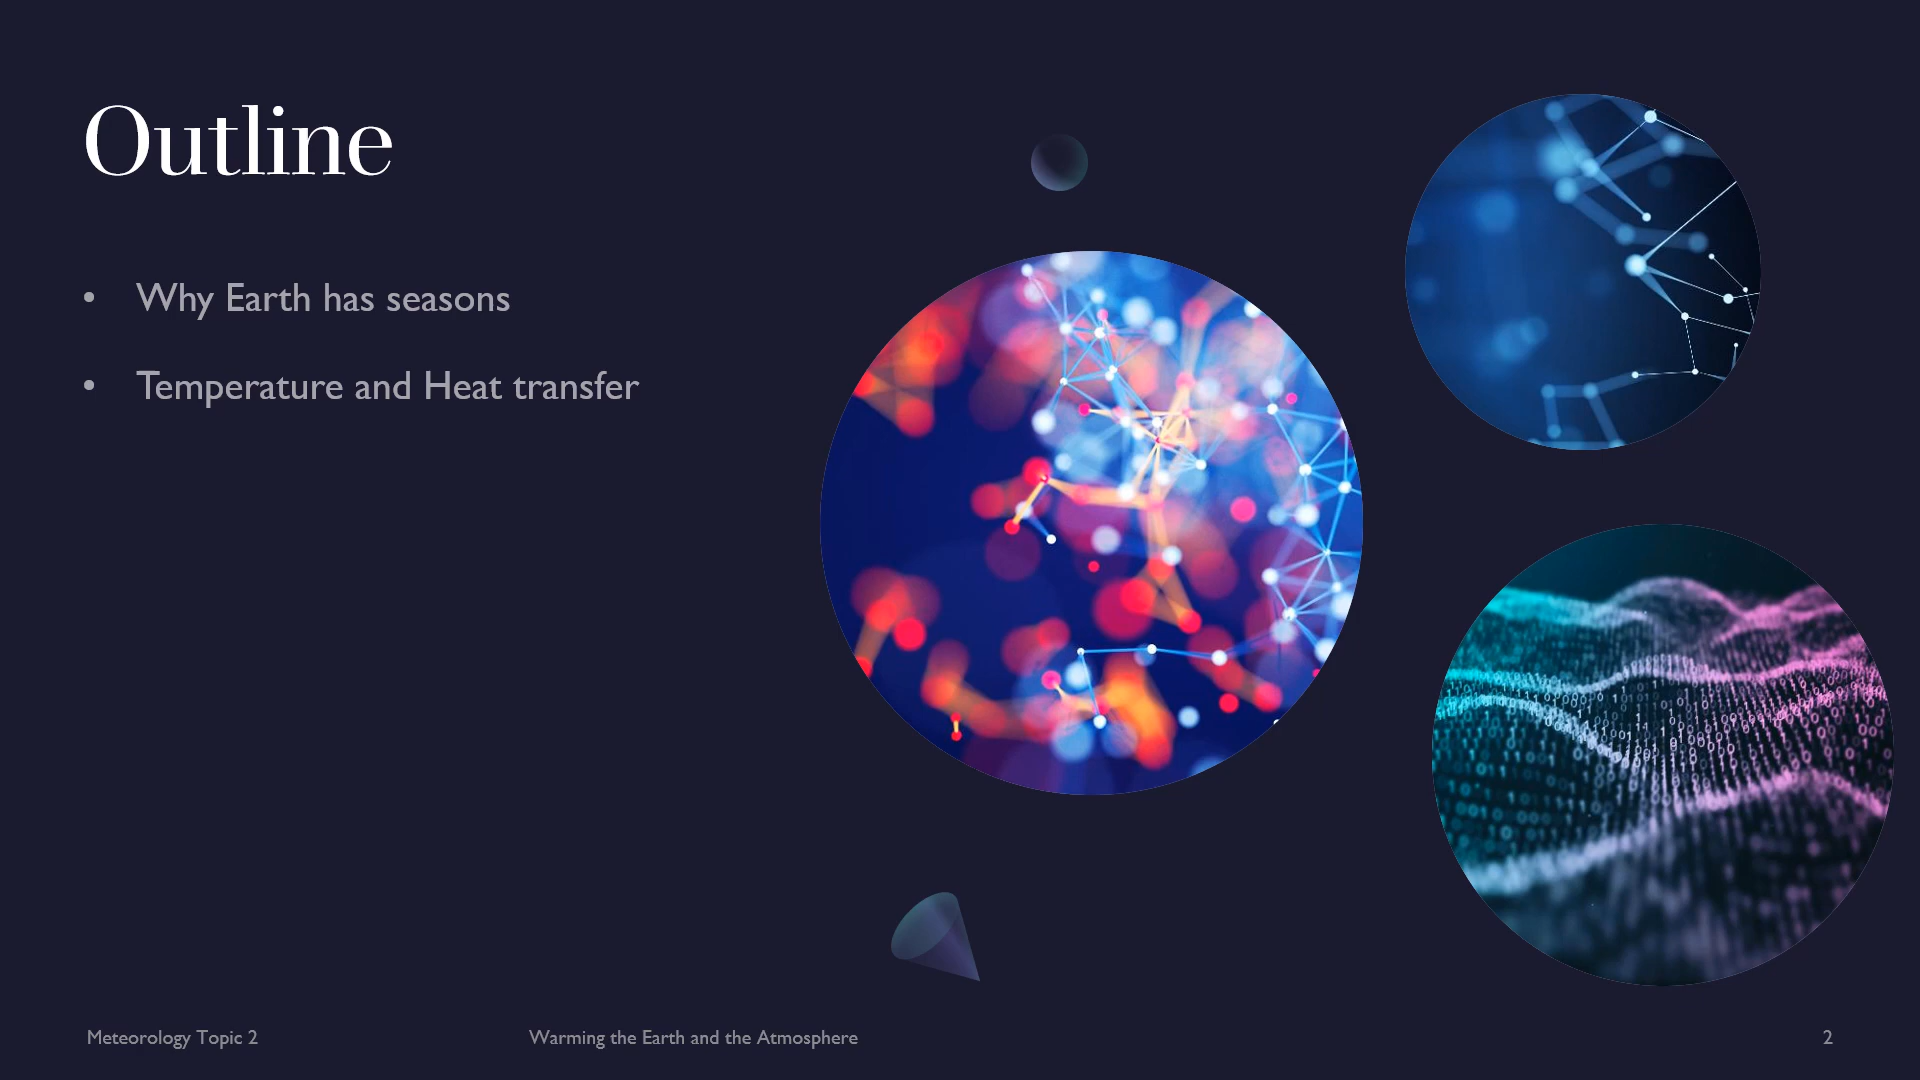 Outline
• Why Earth has seasons
• Temperature and Heat transfer
Meteorology Topic 2
Warming the Earth and the Atmosphere
2